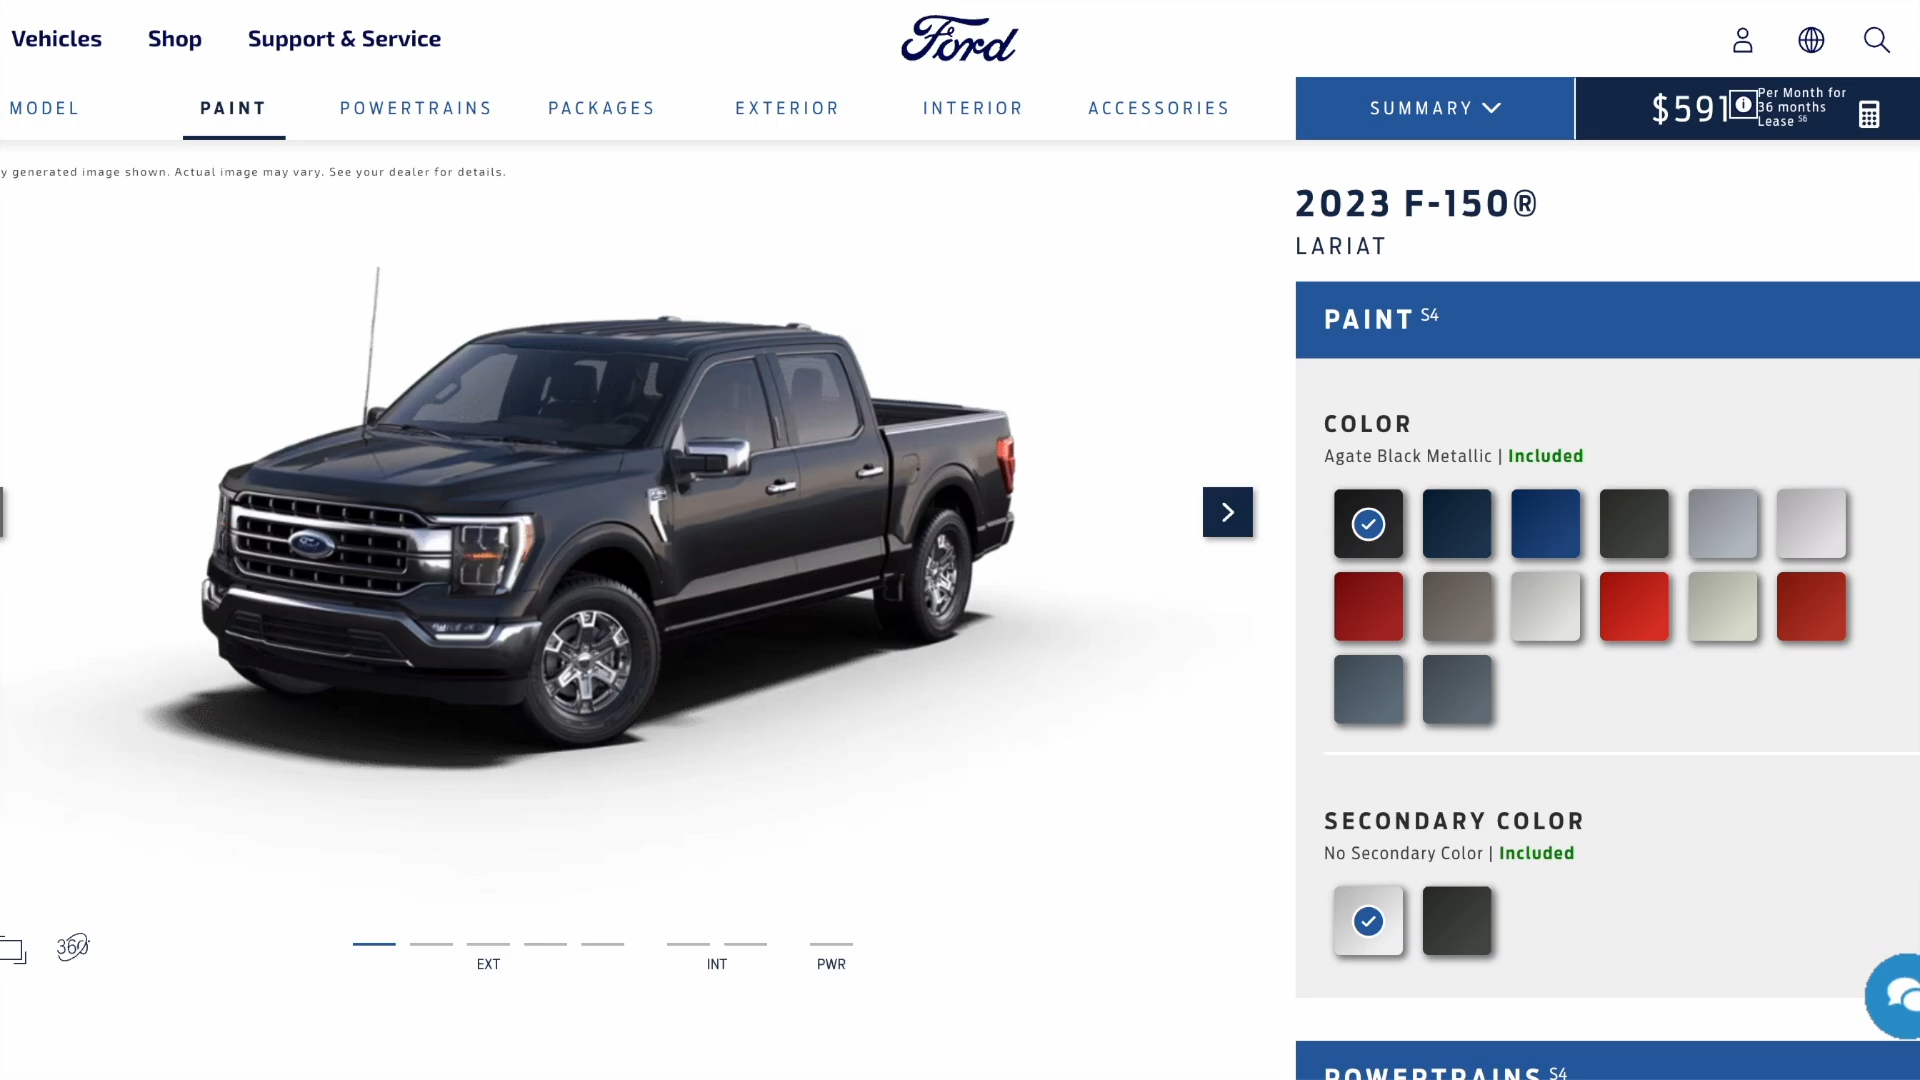 Vehicles Shop Support & Service
Ford
MODEL PAINT POWERTRAINS PACKAGES EXTERIOR INTERIOR ACCESSORIES SUMMARY
$591 Per Month for
36 months
Lease S6
y generated image shown. Actual image may vary. See your dealer for details.
2023 F-150®
LARIAT
PAINT S4
COLOR
Agate Black Metallic | Included
SECONDARY COLOR
No Secondary Color | Included
360
EXT INT PWR
POWERTRAINS S4